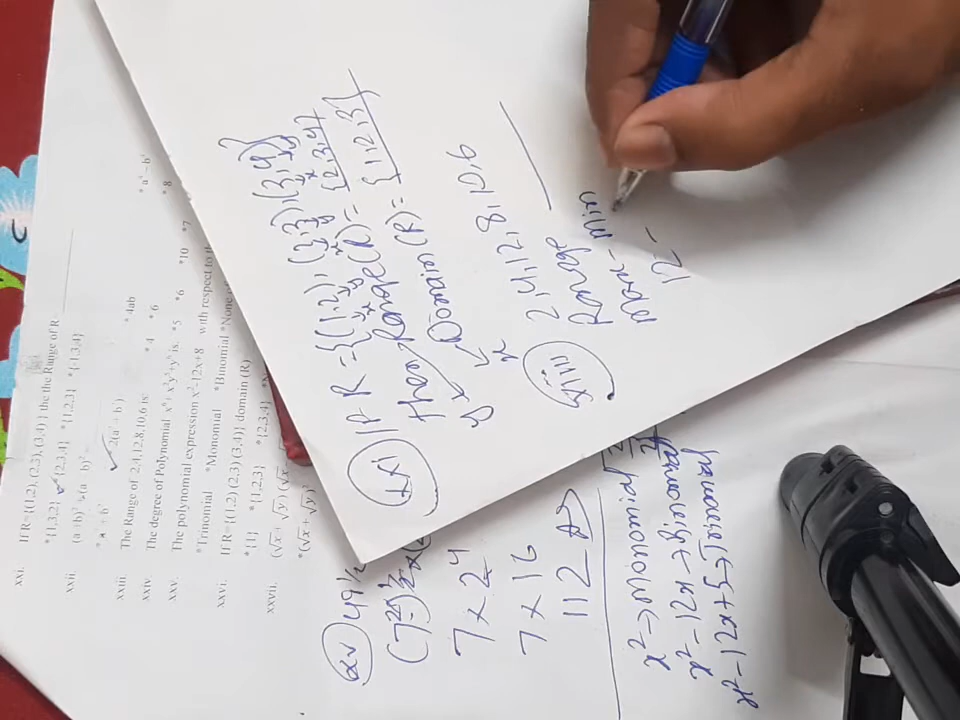 xxi. If R={(1,2), (2,3), (3,4)} the the Range of R
*{1,3,2} *{2,3,4} *{1,2,3} *{-1,3,4}
xxii (a+b)² + (a-b)² =
*a²+b² *2(a²+b²) *4ab *a²-b²
xxiii The Range of 2,4,12,8,10,6 is *4 *6 *8
xxiv The degree of Polynomial x⁴+x²y³+y⁶ is *5 *6 *10 *7
xxv. The polynomial expression x²-12x+8 with respect to
*Trinomial *Monomial *Binomial *None
xxvi. If R={(1,2) (2,3) (3,4)} domain (R)
*{1} *{1,2,3} *{2,3,4}
xxvii. (√x+√y)(√x
*(√x+√y)²
xxi If R={(1,2),(2,3),(3,4)}
then Range(R)={2,3,4}
Domain(R)={1,2,3}
xxiii 2,4,12,8,10,6
Range
max-min
12-
xv 49½
7×2⁴
7×16
112 A
x²→monomial
x²-12x→binomial
x²-12x+5→Trinomial